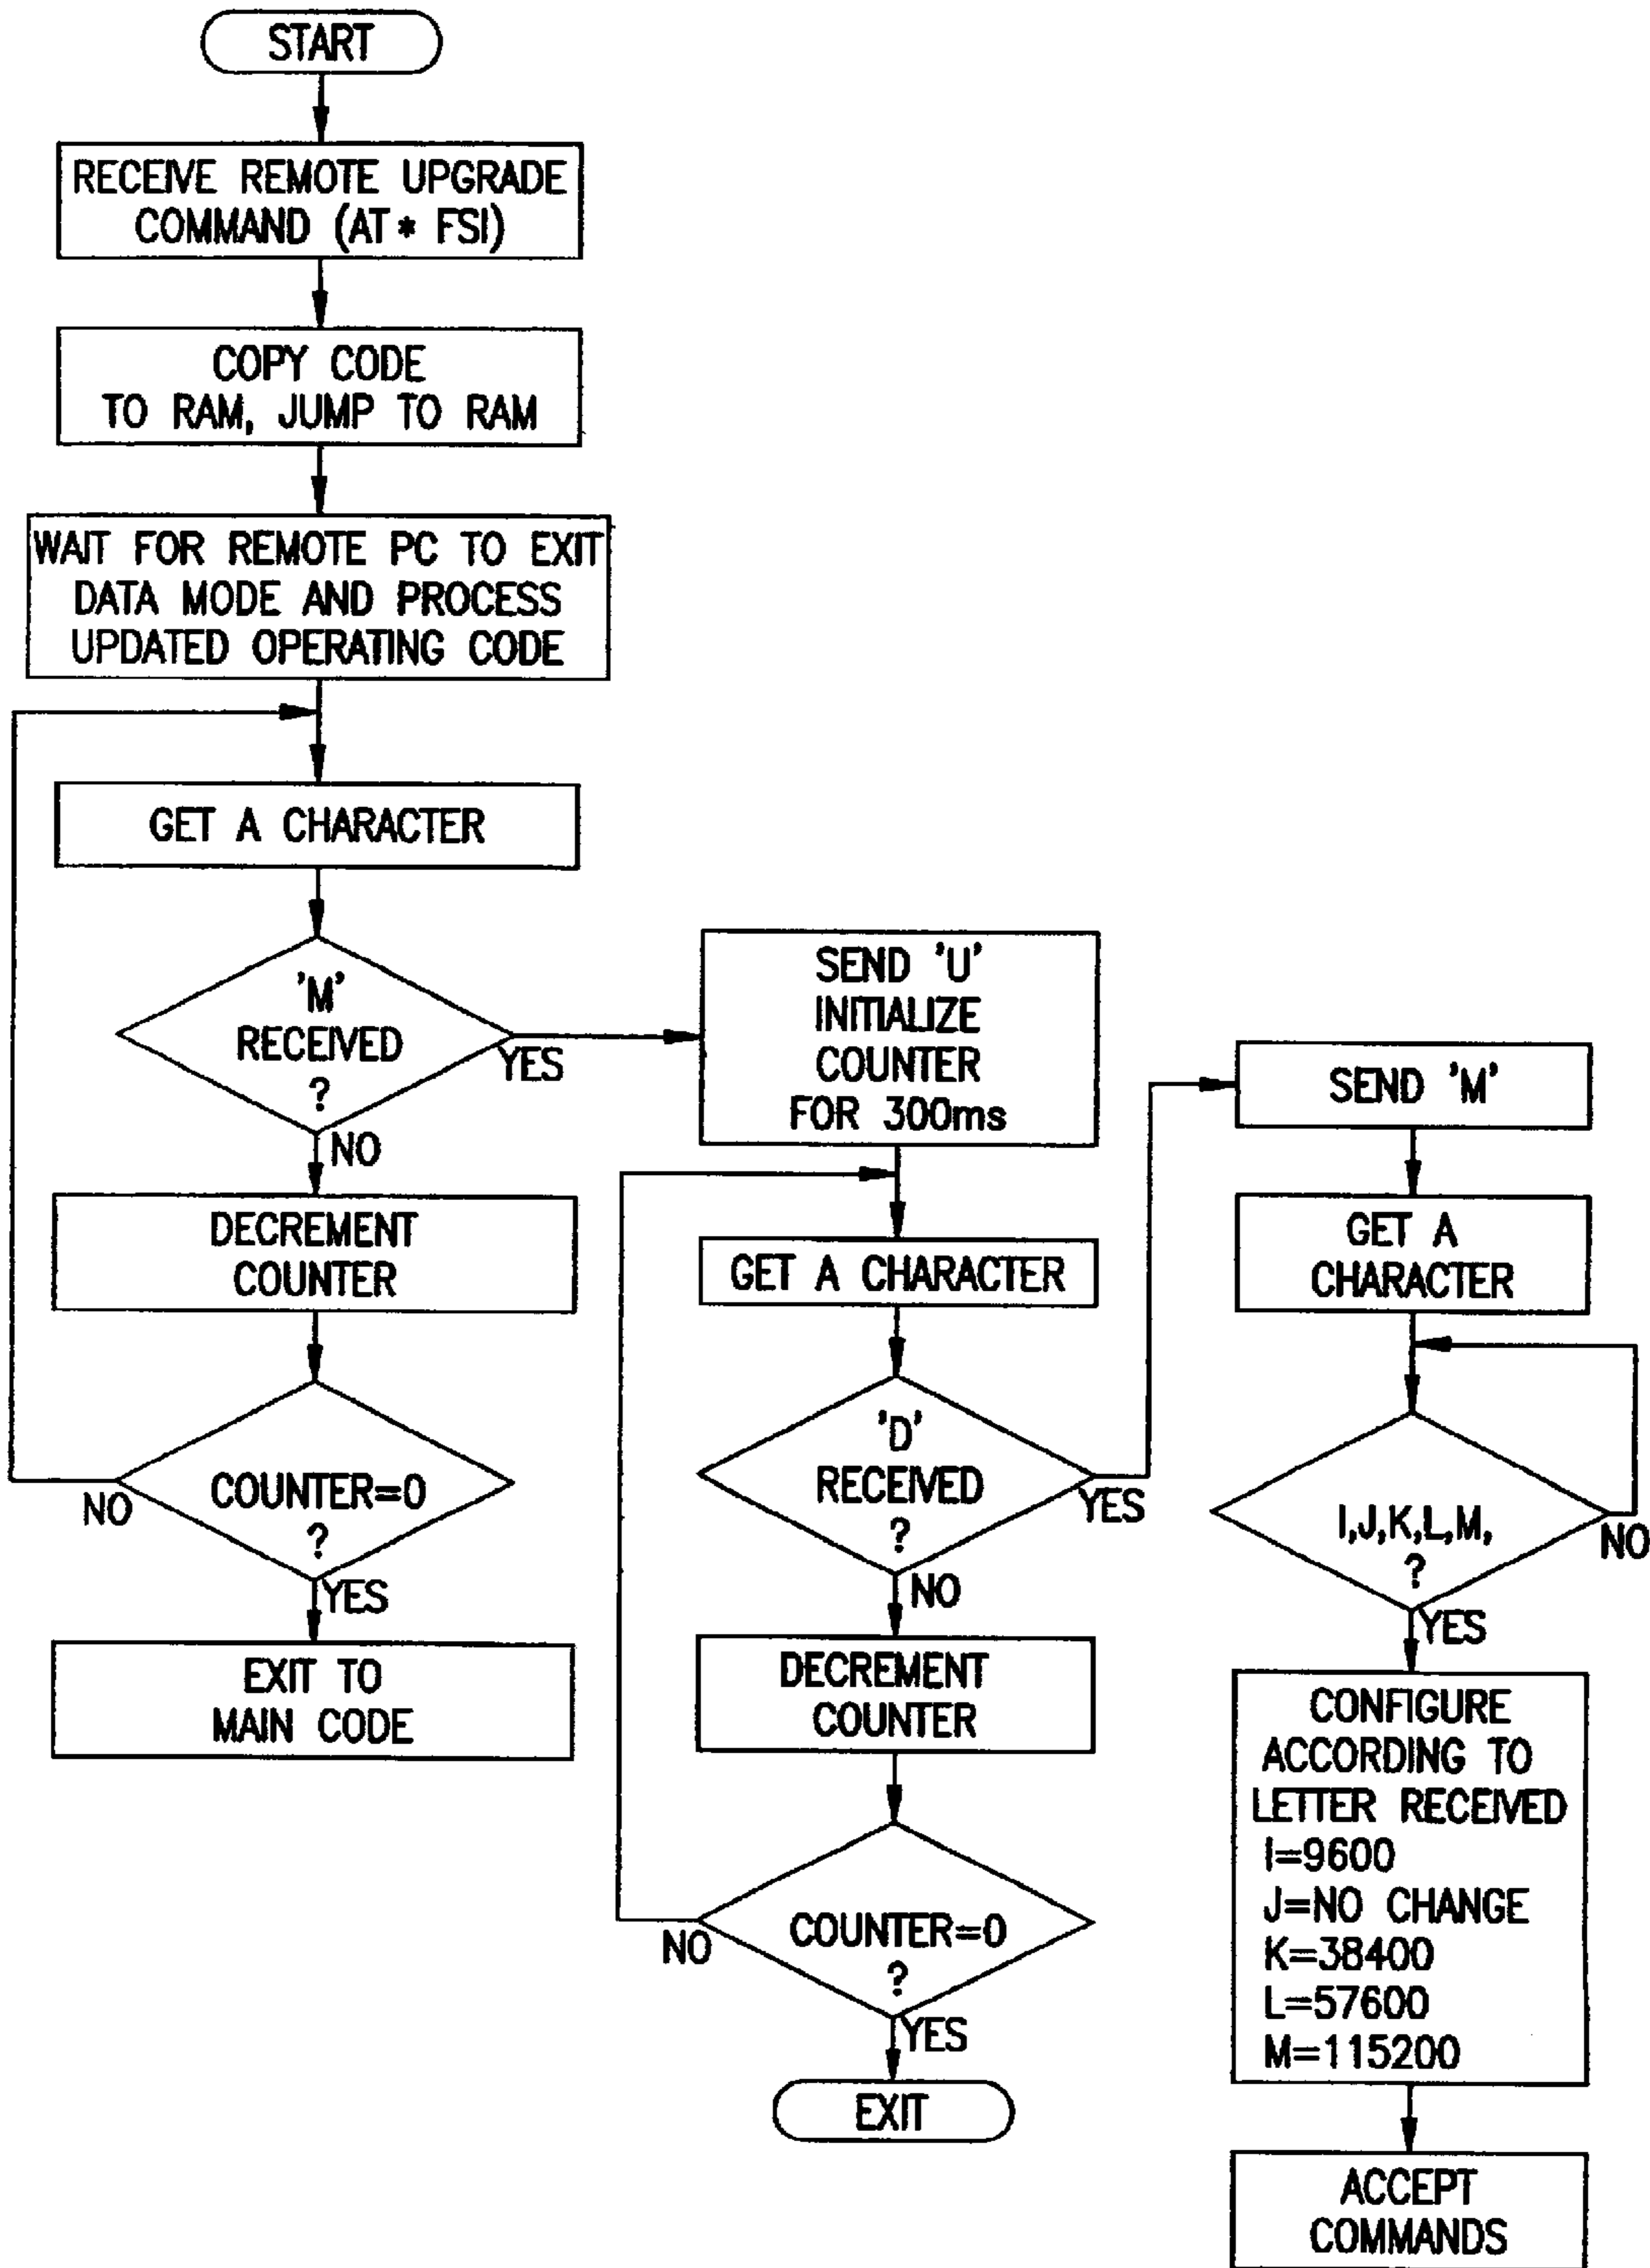 START
RECEIVE REMOTE UPGRADE
COMMAND (AT * FSI)
COPY CODE
TO RAM, JUMP TO RAM
WAIT FOR REMOTE PC TO EXIT
DATA MODE AND PROCESS
UPDATED OPERATING CODE
GET A CHARACTER
'M'
RECEIVED
?
YES
NO
DECREMENT
COUNTER
COUNTER=0
?
NO
YES
EXIT TO
MAIN CODE
SEND 'U'
INITIALIZE
COUNTER
FOR 300ms
GET A CHARACTER
'D'
RECEIVED
?
YES
NO
DECREMENT
COUNTER
COUNTER=0
?
NO
YES
EXIT
SEND 'M'
GET A
CHARACTER
I,J,K,L,M,
?
NO
YES
CONFIGURE
ACCORDING TO
LETTER RECEIVED
I=9600
J=NO CHANGE
K=38400
L=57600
M=115200
ACCEPT
COMMANDS